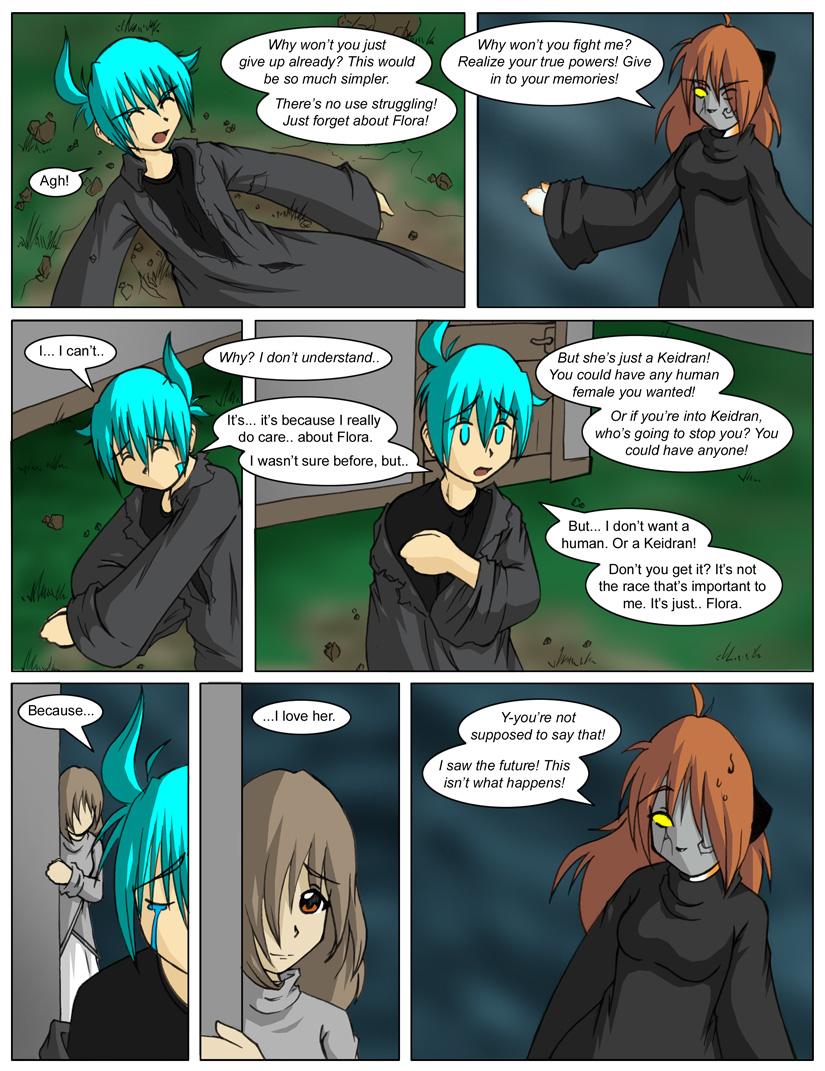 Why won't you just
give up already? This would
be so much simpler.
There's no use struggling!
Just forget about Flora!
Agh!
Why won't you fight me?
Realize your true powers! Give
in to your memories!
I... I can't..
Why? I don't understand..
It's... it's because I really
do care.. about Flora.
I wasn't sure before, but..
But she's just a Keidran!
You could have any human
female you wanted!
Or if you're into Keidran,
who's going to stop you? You
could have anyone!
But... I don't want a
human. Or a Keidran!
Don't you get it? It's not
the race that's important to
me. It's just.. Flora.
Because...
...I love her.
Y-you're not
supposed to say that!
I saw the future! This
isn't what happens!